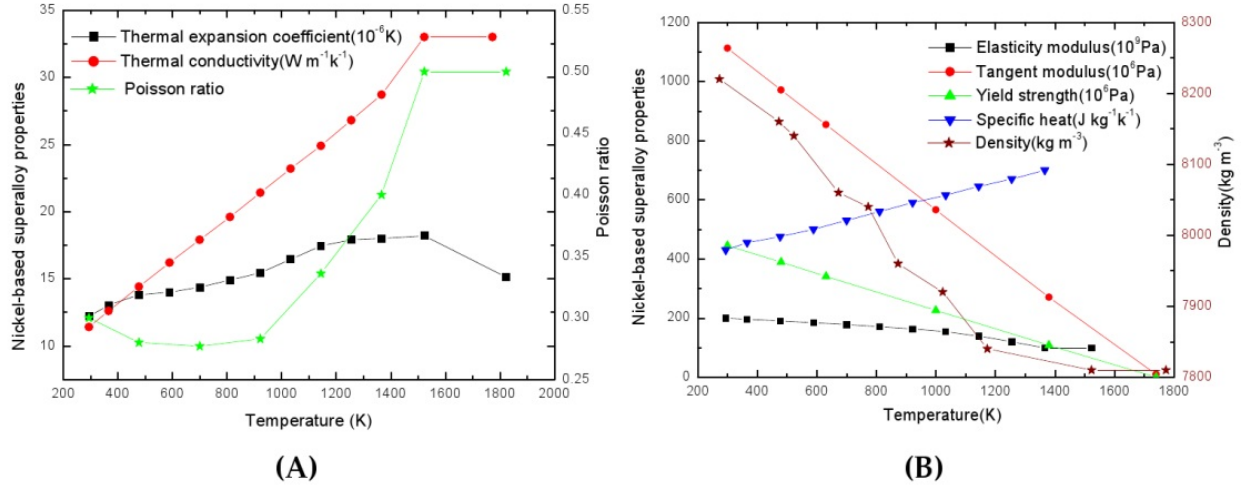 Thermal expansion coefficient(10⁻⁶K)
Thermal conductivity(W m⁻¹k⁻¹)
Poisson ratio
Nickel-based superalloy properties
35
30
25
20
15
10
0.55
0.50
0.45
0.40
0.35
0.30
0.25
Poisson ratio
200 400 600 800 1000 1200 1400 1600 1800 2000
Temperature (K)
(A)
Elasticity modulus(10⁹Pa)
Tangent modulus(10⁶Pa)
Yield strength(10⁶Pa)
Specific heat(J kg⁻¹k⁻¹)
Density(kg m⁻³)
Nickel-based superalloy properties
1200
1000
800
700
600
400
200
0
8300
8200
8100
8000
7900
7800
Density(kg m⁻³)
200 400 600 800 1000 1200 1400 1600 1800
Temperature(K)
(B)